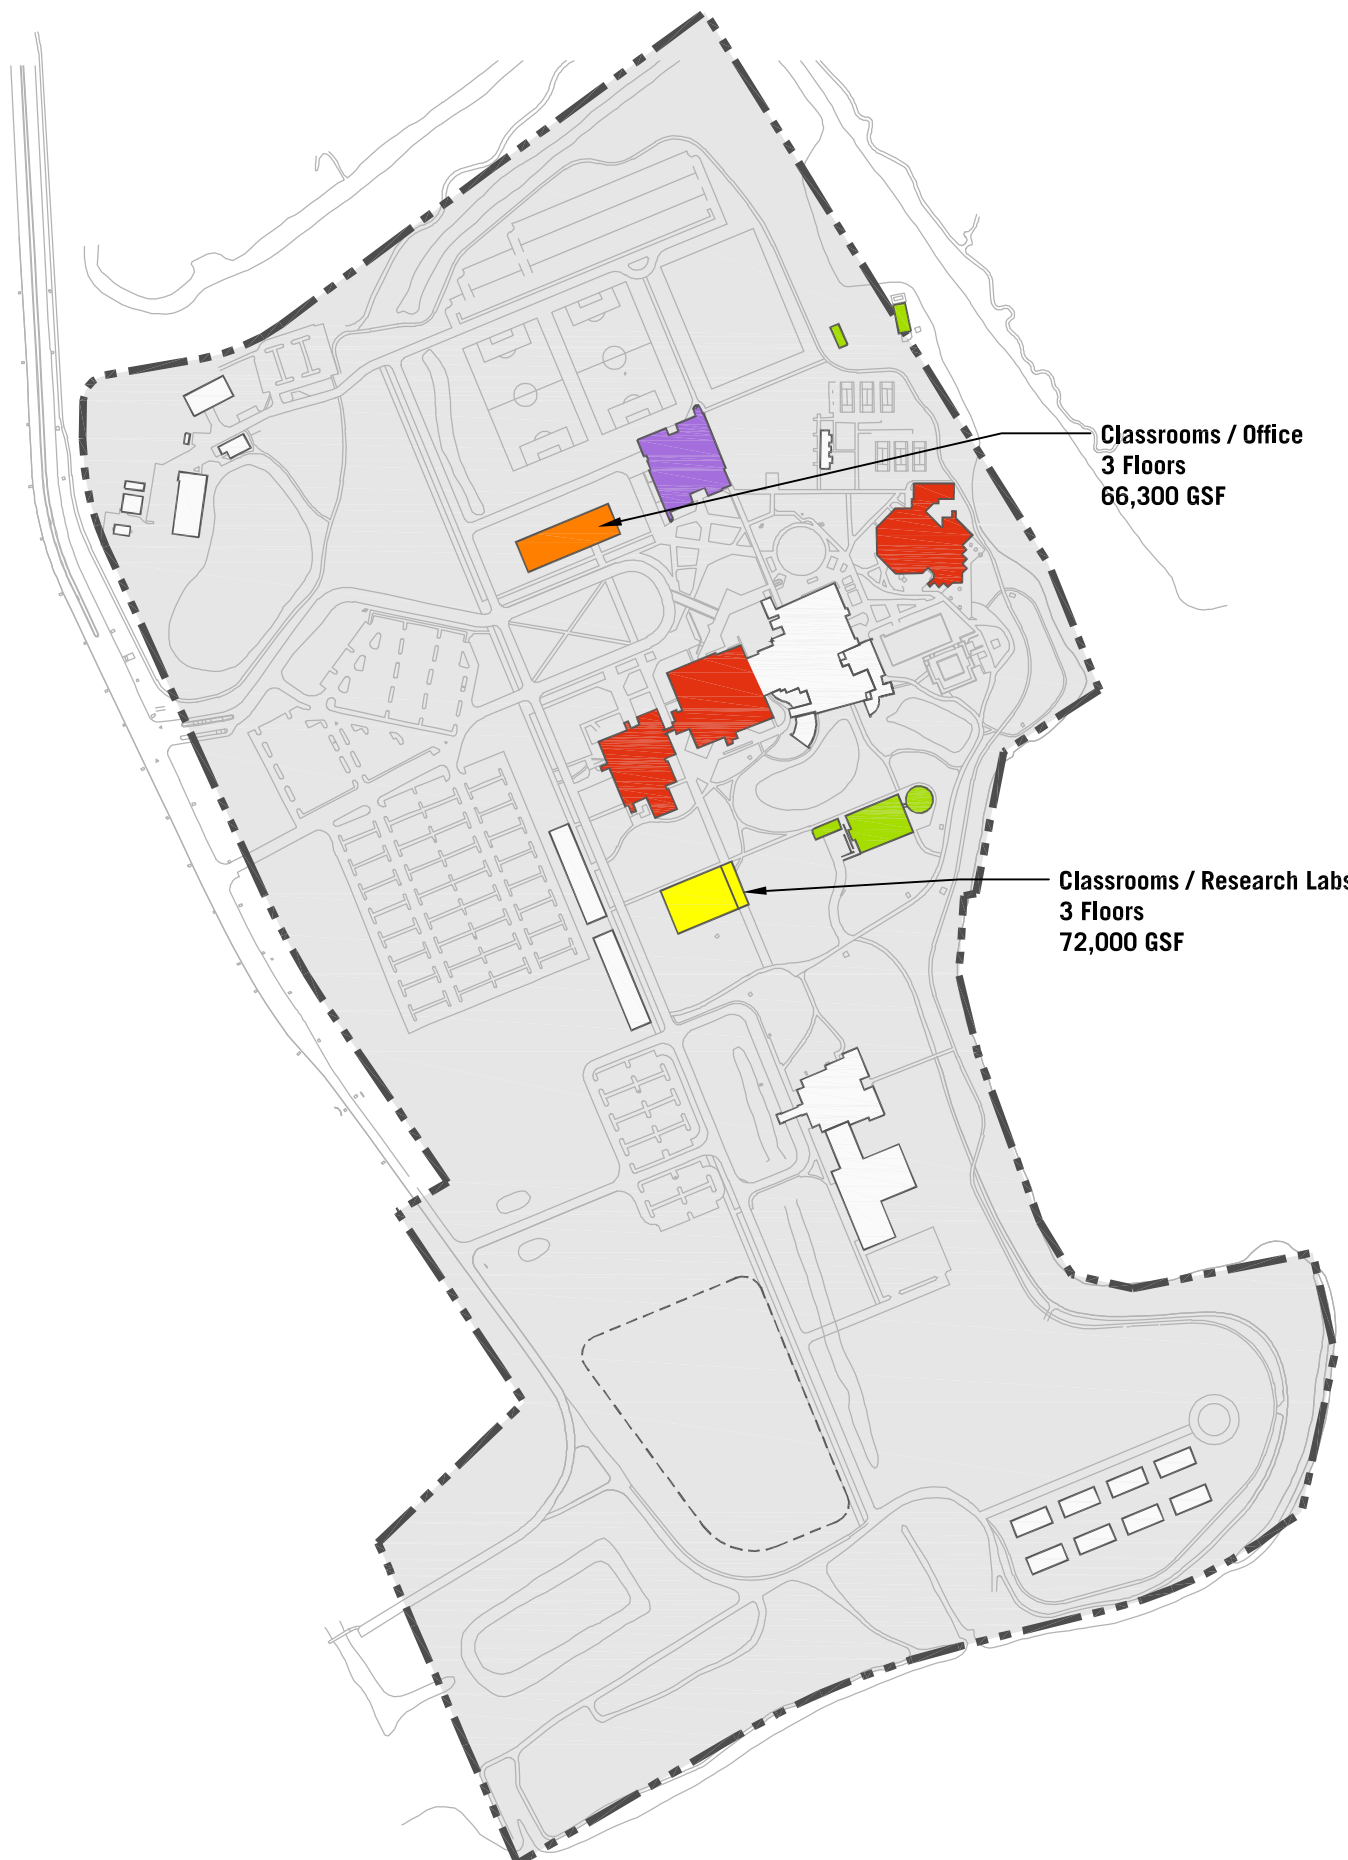 Classrooms / Office
3 Floors
66,300 GSF
Classrooms / Research Labs
3 Floors
72,000 GSF